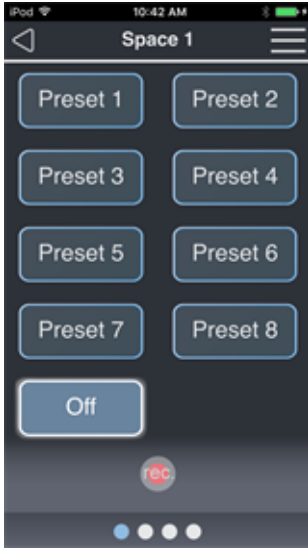 iPod 10:42 AM
Space 1
Preset 1 Preset 2
Preset 3 Preset 4
Preset 5 Preset 6
Preset 7 Preset 8
Off
rec.